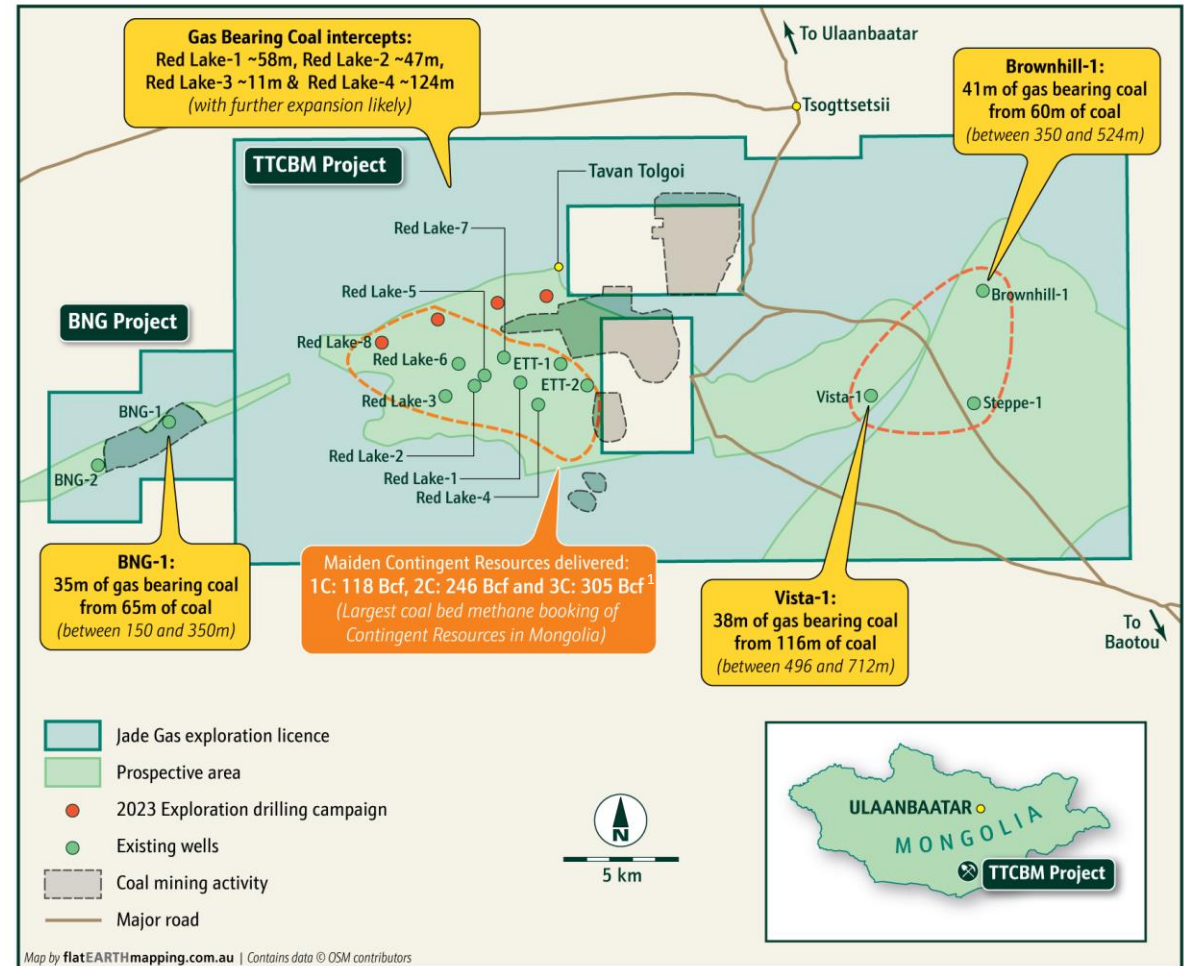 Gas Bearing Coal intercepts:
Red Lake-1 ~58m, Red Lake-2 ~47m,
Red Lake-3 ~11m & Red Lake-4 ~124m
(with further expansion likely)
To Ulaanbaatar
Tsogttsetsii
Brownhill-1:
41m of gas bearing coal
from 60m of coal
(between 350 and 524m)
TTCBM Project
Tavan Tolgoi
Red Lake-7
Red Lake-5
BNG Project
Brownhill-1
Red Lake-8
Red Lake-6
ETT-1
ETT-2
Red Lake-3
Vista-1
Steppe-1
BNG-1
BNG-2
Red Lake-2
Red Lake-1
Red Lake-4
BNG-1:
35m of gas bearing coal
from 65m of coal
(between 150 and 350m)
Maiden Contingent Resources delivered:
1C: 118 Bcf, 2C: 246 Bcf and 3C: 305 Bcf¹
(Largest coal bed methane booking of
Contingent Resources in Mongolia)
Vista-1:
38m of gas bearing coal
from 116m of coal
(between 496 and 712m)
To
Baotou
Jade Gas exploration licence
Prospective area
2023 Exploration drilling campaign
Existing wells
Coal mining activity
Major road
N
5 km
ULAANBAATAR
MONGOLIA
TTCBM Project
Map by flatEARTHmapping.com.au | Contains data © OSM contributors